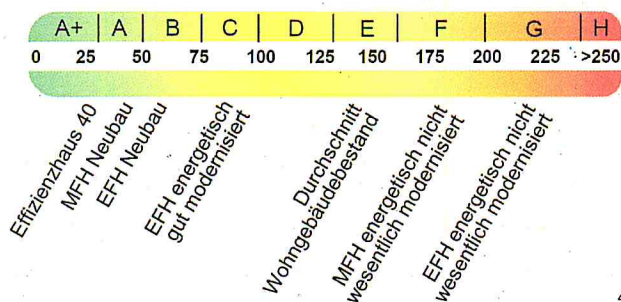 A+ A B C D E F G H
0 25 50 75 100 125 150 175 200 225 >250
Effizienzhaus 40
MFH Neubau
EFH Neubau
EFH energetisch
gut modernisiert
Durchschnitt
Wohngebäudebestand
MFH energetisch nicht
wesentlich modernisiert
EFH energetisch nicht
wesentlich modernisiert